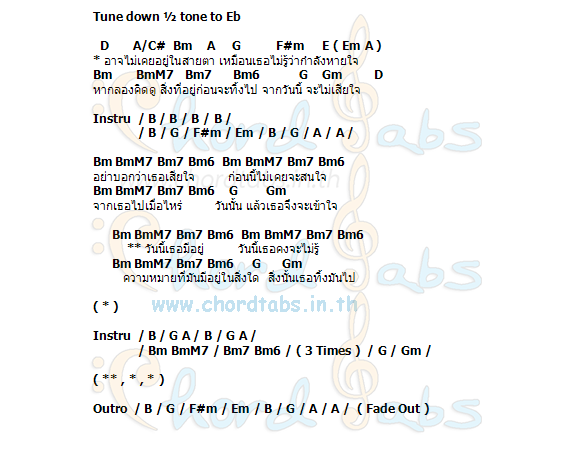 Tune down ½ tone to Eb
D A/C# Bm A G F#m E ( Em A )
* อาจไม่เคยอยู่ในสายตา เหมือนเธอไม่รู้ว่ากำลังหายใจ
Bm BmM7 Bm7 Bm6 G Gm D
หากลองคิดดู สิ่งที่อยู่ก่อนจะทิ้งไป จากวันนี้ จะไม่เสียใจ
Instru / B / B / B / B /
/ B / G / F#m / Em / B / G / A / A /
Bm BmM7 Bm7 Bm6 Bm BmM7 Bm7 Bm6
อย่าบอกว่าเธอเสียใจ ก่อนนี้ไม่เคยจะสนใจ
Bm BmM7 Bm7 Bm6 G Gm
จากเธอไปเมื่อไหร่ วันนั้น แล้วเธอจึงจะเข้าใจ
Bm BmM7 Bm7 Bm6 Bm BmM7 Bm7 Bm6
** วันนี้เธอมีอยู่ วันนี้เธอคงจะไม่รู้
Bm BmM7 Bm7 Bm6 G Gm
ความหมายที่มันมีอยู่ในสิ่งใด สิ่งนั้นเธอทิ้งมันไป
www.chordtabs.in.th
( * )
Instru / B / G A / B / G A /
/ Bm BmM7 / Bm7 Bm6 / ( 3 Times ) / G / Gm /
( ** , * , * )
Outro / B / G / F#m / Em / B / G / A / A / ( Fade Out )